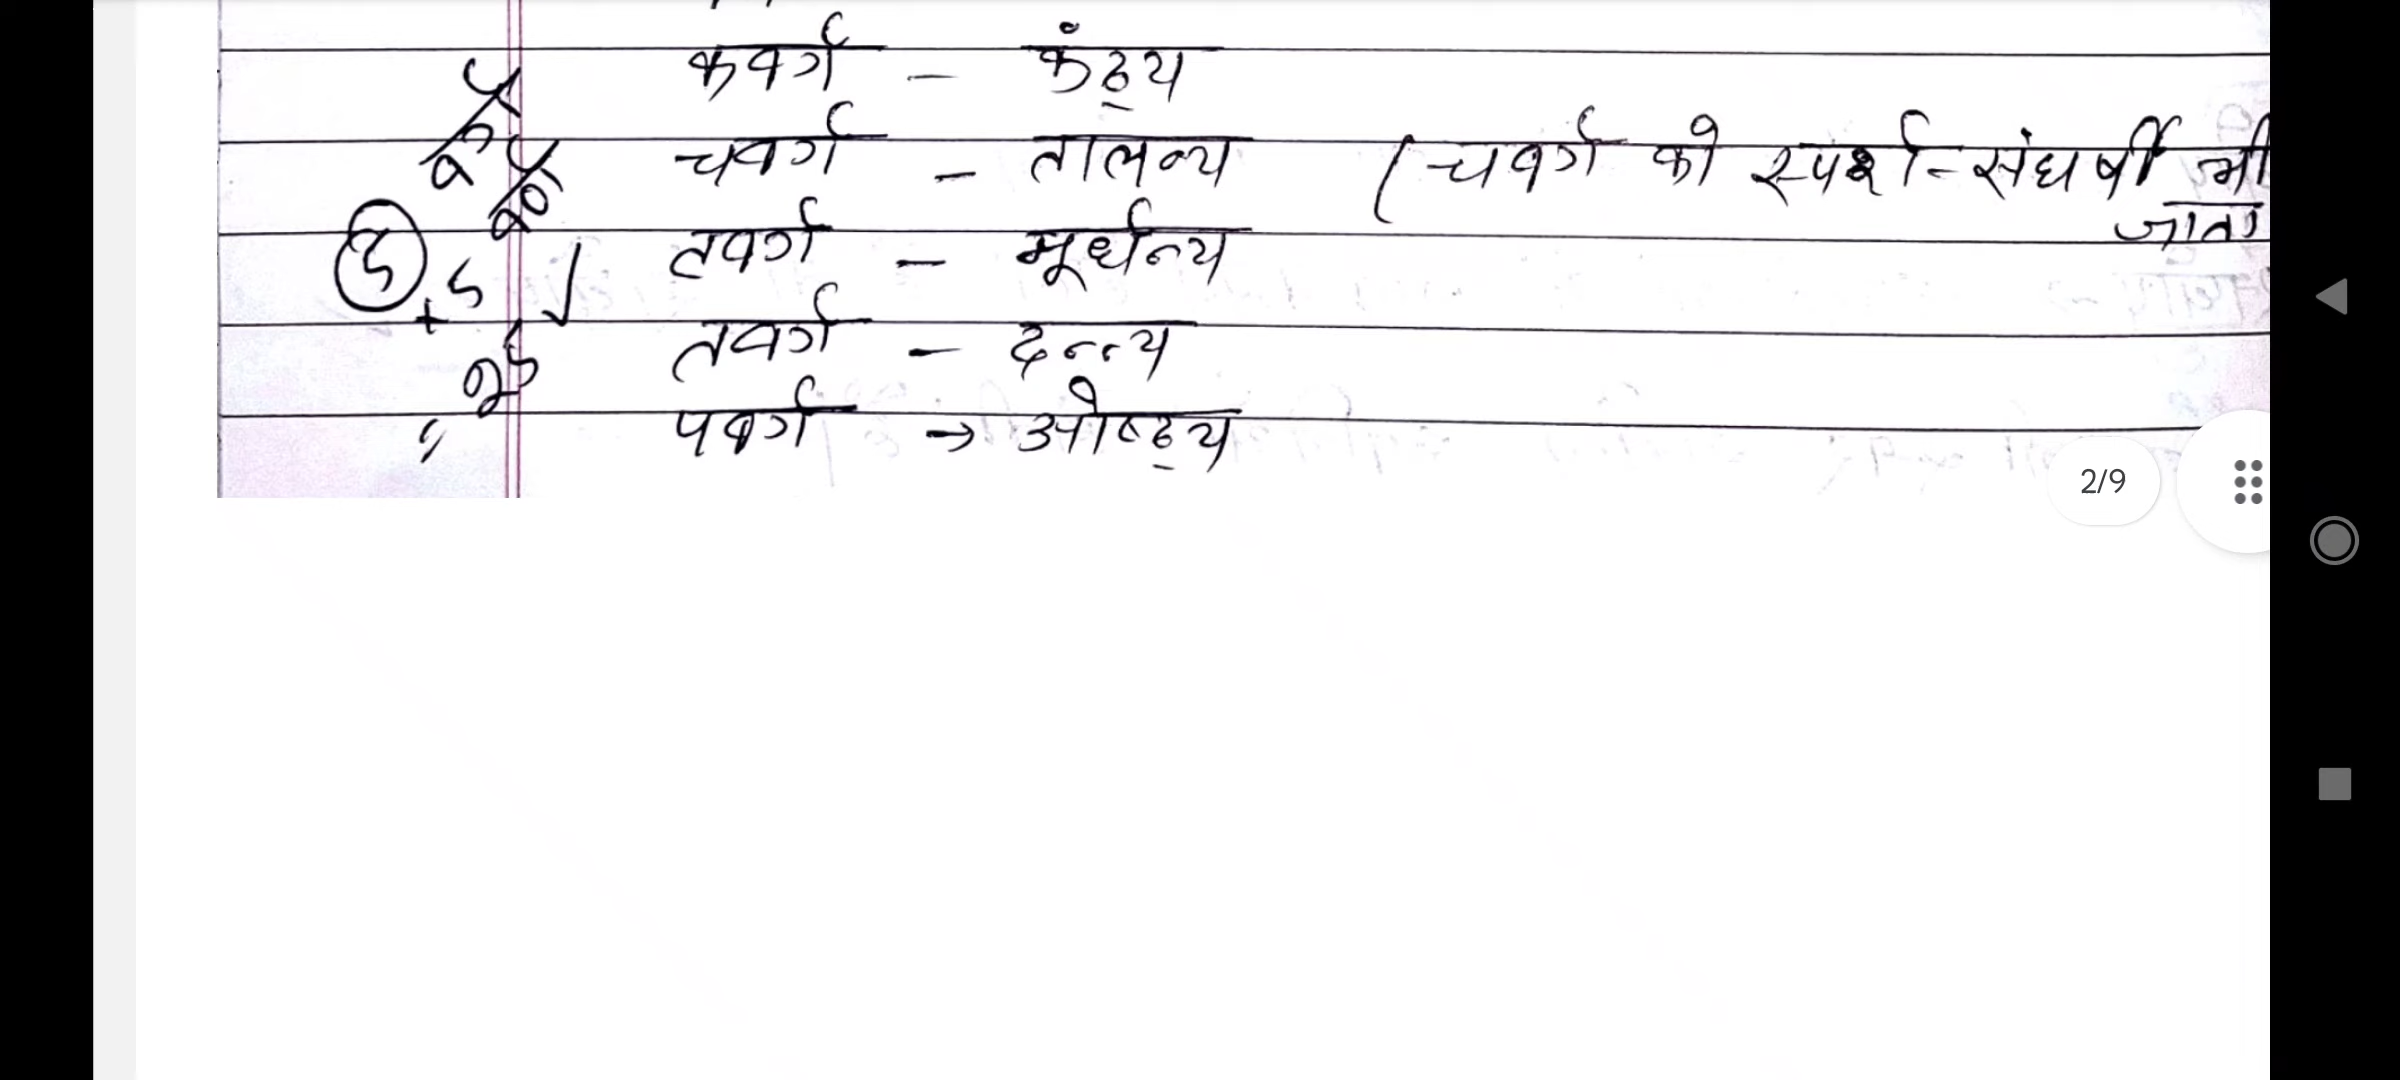 कवर्ग - कंठ्य
चवर्ग - तालव्य (चवर्ग को स्पर्श-संघर्षी भी
जाता
टवर्ग - मूर्धन्य
तवर्ग - दन्त्य
पवर्ग → ओष्ठ्य
2/9